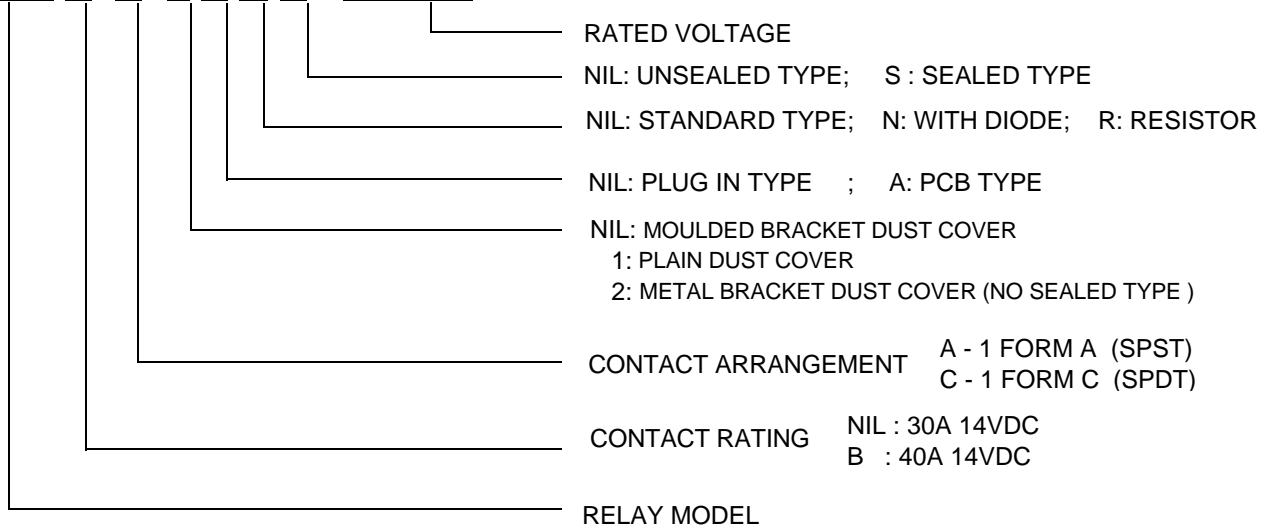 RATED VOLTAGE
NIL: UNSEALED TYPE; S : SEALED TYPE
NIL: STANDARD TYPE; N: WITH DIODE; R: RESISTOR
NIL: PLUG IN TYPE ; A: PCB TYPE
NIL: MOULDED BRACKET DUST COVER
1: PLAIN DUST COVER
2: METAL BRACKET DUST COVER (NO SEALED TYPE )
CONTACT ARRANGEMENT
A - 1 FORM A (SPST)
C - 1 FORM C (SPDT)
CONTACT RATING
NIL : 30A 14VDC
B : 40A 14VDC
RELAY MODEL